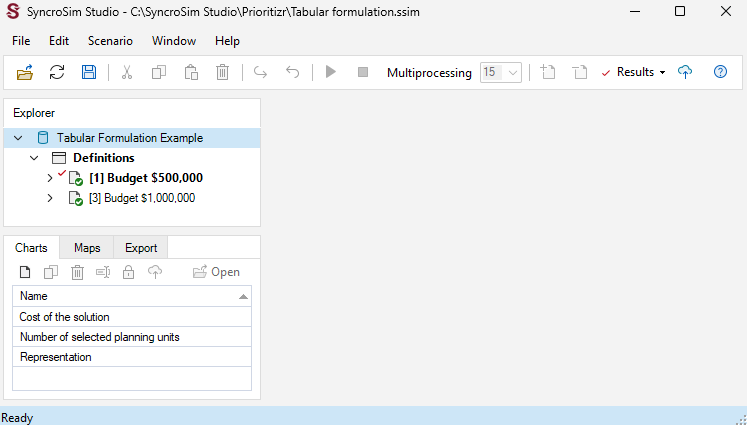 SyncroSim Studio - C:\SyncroSim Studio\Prioritizr\Tabular formulation.ssim
File Edit Scenario Window Help
Multiprocessing 15 Results
Explorer
Tabular Formulation Example
Definitions
[1] Budget $500,000
[3] Budget $1,000,000
Charts Maps Export
Open
Name
Cost of the solution
Number of selected planning units
Representation
Ready